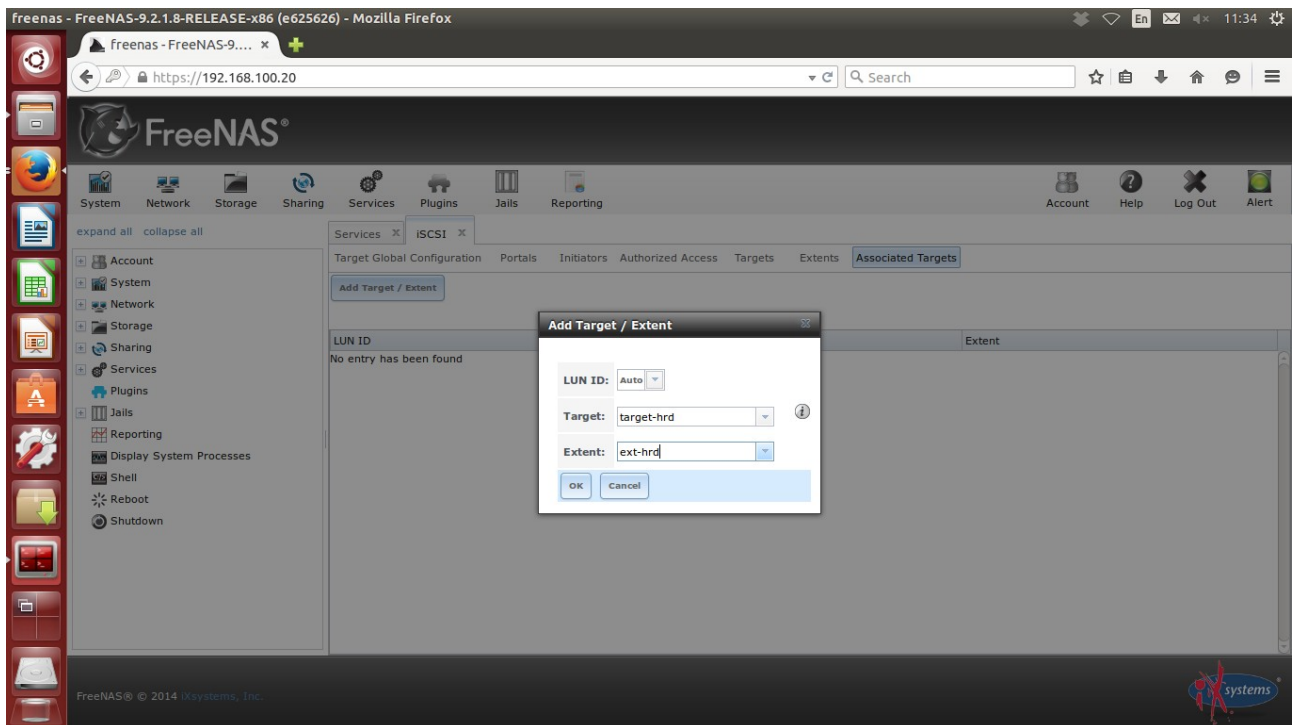 freenas - FreeNAS-9.2.1.8-RELEASE-x86 (e625626) - Mozilla Firefox
En
11:34
freenas - FreeNAS-9....
https://192.168.100.20
Search
FreeNAS®
System Network Storage Sharing Services Plugins Jails Reporting
Account Help Log Out Alert
expand all collapse all
Services iSCSI
Target Global Configuration Portals Initiators Authorized Access Targets Extents Associated Targets
Add Target / Extent
Account
System
Network
Storage
Sharing
Services
Plugins
Jails
Reporting
Display System Processes
Shell
Reboot
Shutdown
LUN ID
Extent
No entry has been found
Add Target / Extent
LUN ID: Auto
Target: target-hrd
Extent: ext-hrd
OK Cancel
FreeNAS® © 2014 iXsystems, Inc.
iXsystems